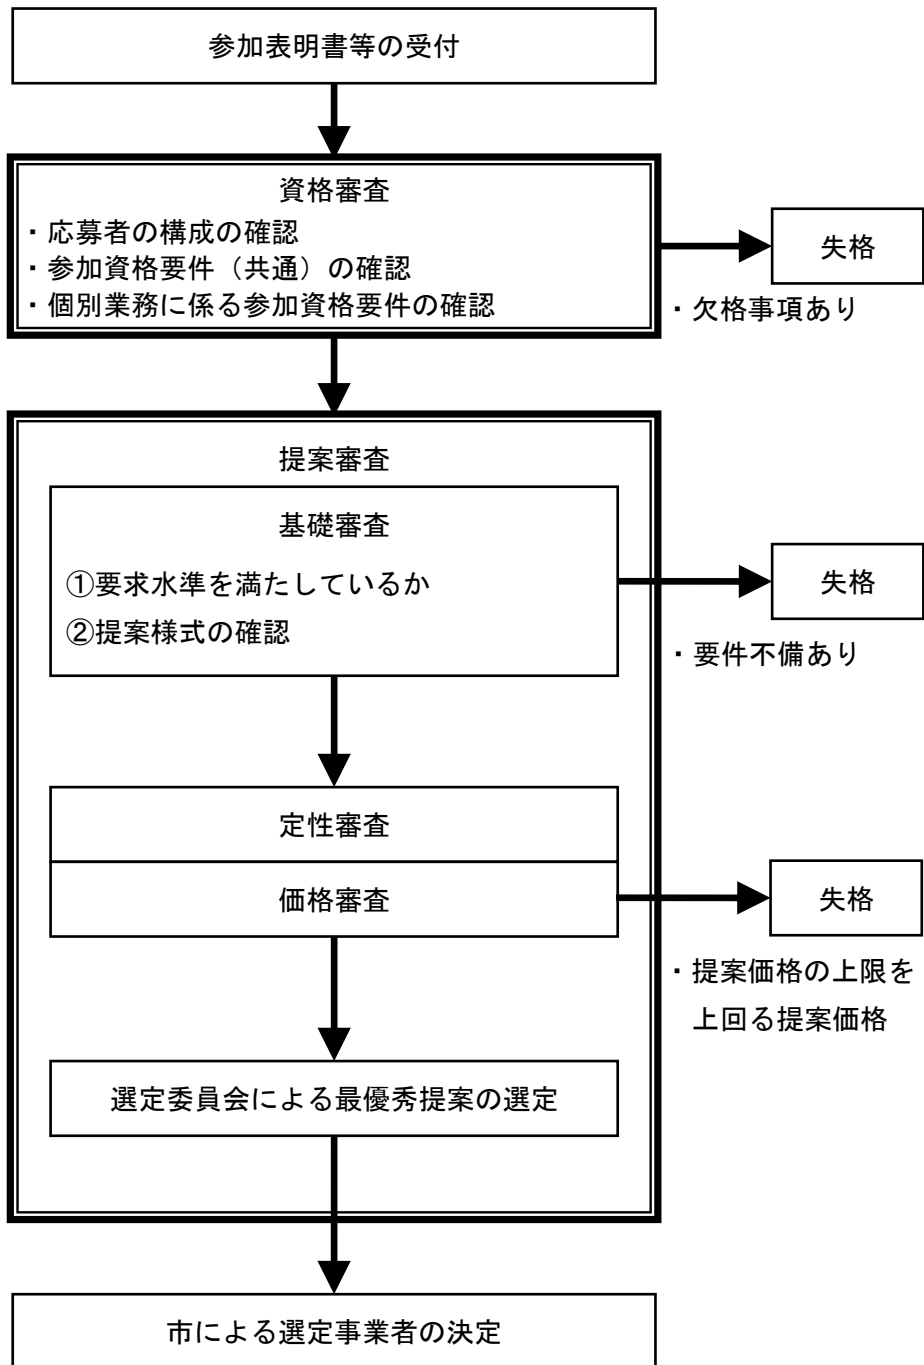 参加表明書等の受付
資格審査
・応募者の構成の確認
・参加資格要件（共通）の確認
・個別業務に係る参加資格要件の確認
失格
・欠格事項あり
提案審査
基礎審査
①要求水準を満たしているか
②提案様式の確認
失格
・要件不備あり
定性審査
価格審査
失格
・提案価格の上限を
上回る提案価格
選定委員会による最優秀提案の選定
市による選定事業者の決定